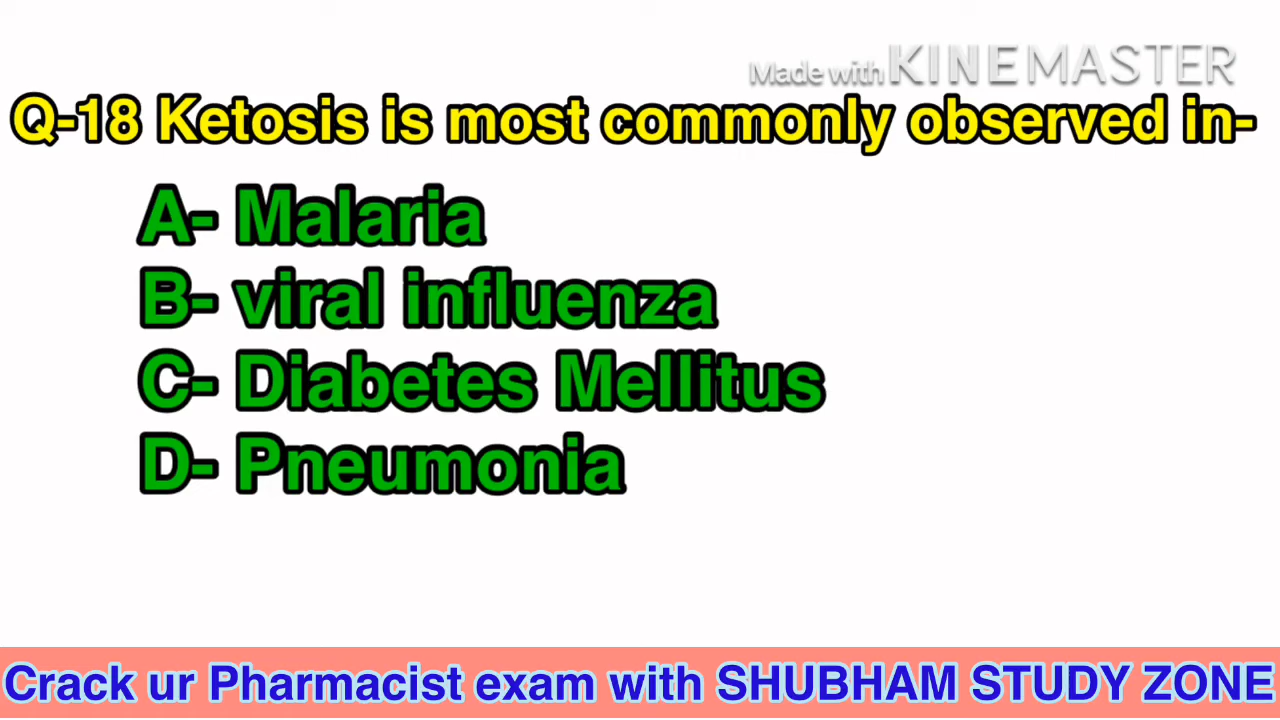 Made with KINEMASTER
Q-18 Ketosis is most commonly observed in-
A- Malaria
B- viral influenza
C- Diabetes Mellitus
D- Pneumonia
Crack ur Pharmacist exam with SHUBHAM STUDY ZONE